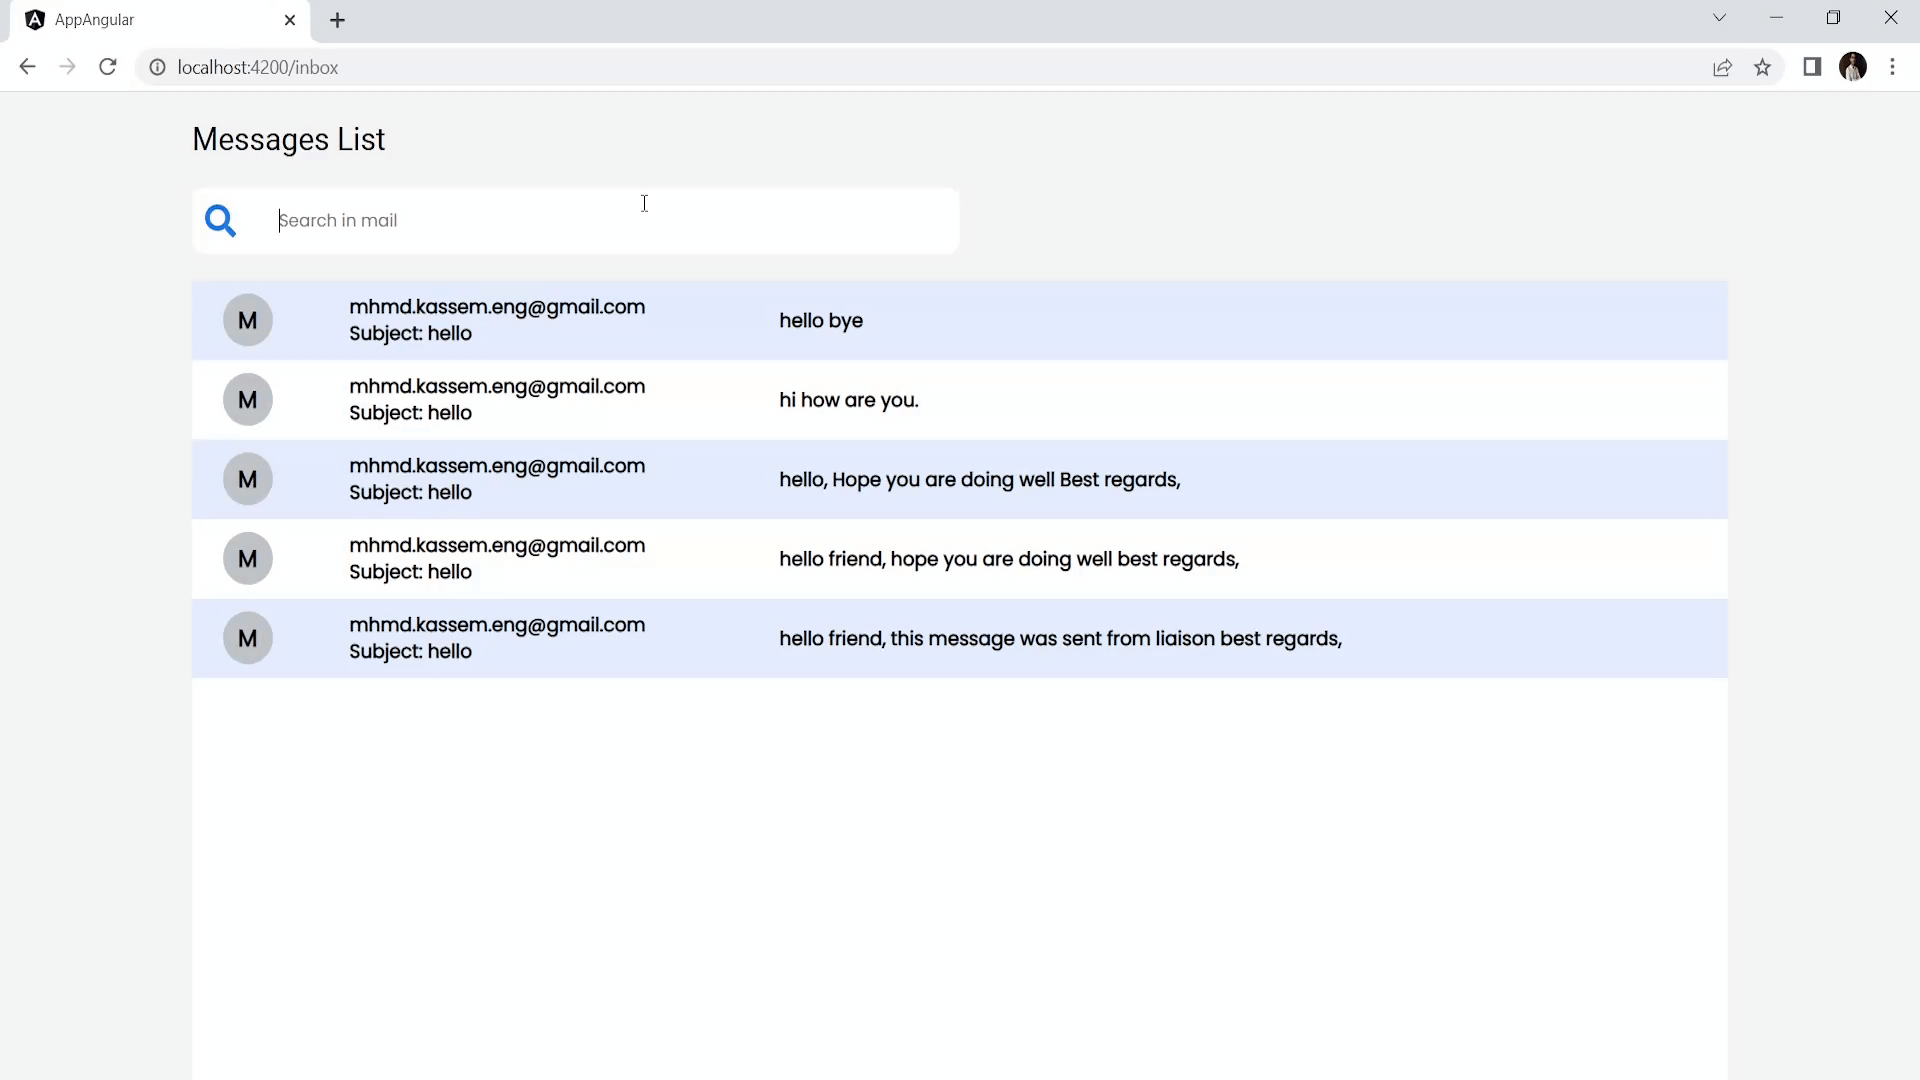 AppAngular
localhost:4200/inbox
Messages List
Search in mail
M
mhmd.kassem.eng@gmail.com
Subject: hello
hello bye
M
mhmd.kassem.eng@gmail.com
Subject: hello
hi how are you.
M
mhmd.kassem.eng@gmail.com
Subject: hello
hello, Hope you are doing well Best regards,
M
mhmd.kassem.eng@gmail.com
Subject: hello
hello friend, hope you are doing well best regards,
M
mhmd.kassem.eng@gmail.com
Subject: hello
hello friend, this message was sent from liaison best regards,